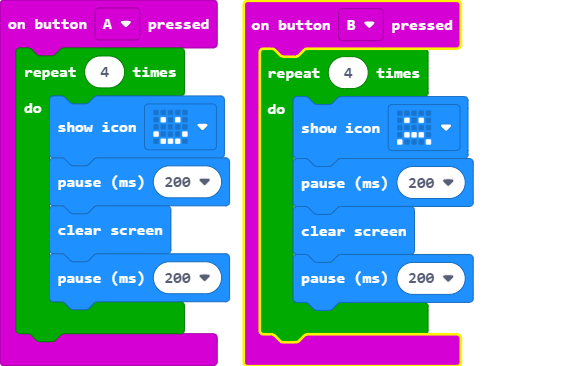 on button A pressed
repeat 4 times
do
show icon
pause (ms) 200
clear screen
pause (ms) 200
on button B pressed
repeat 4 times
do
show icon
pause (ms) 200
clear screen
pause (ms) 200